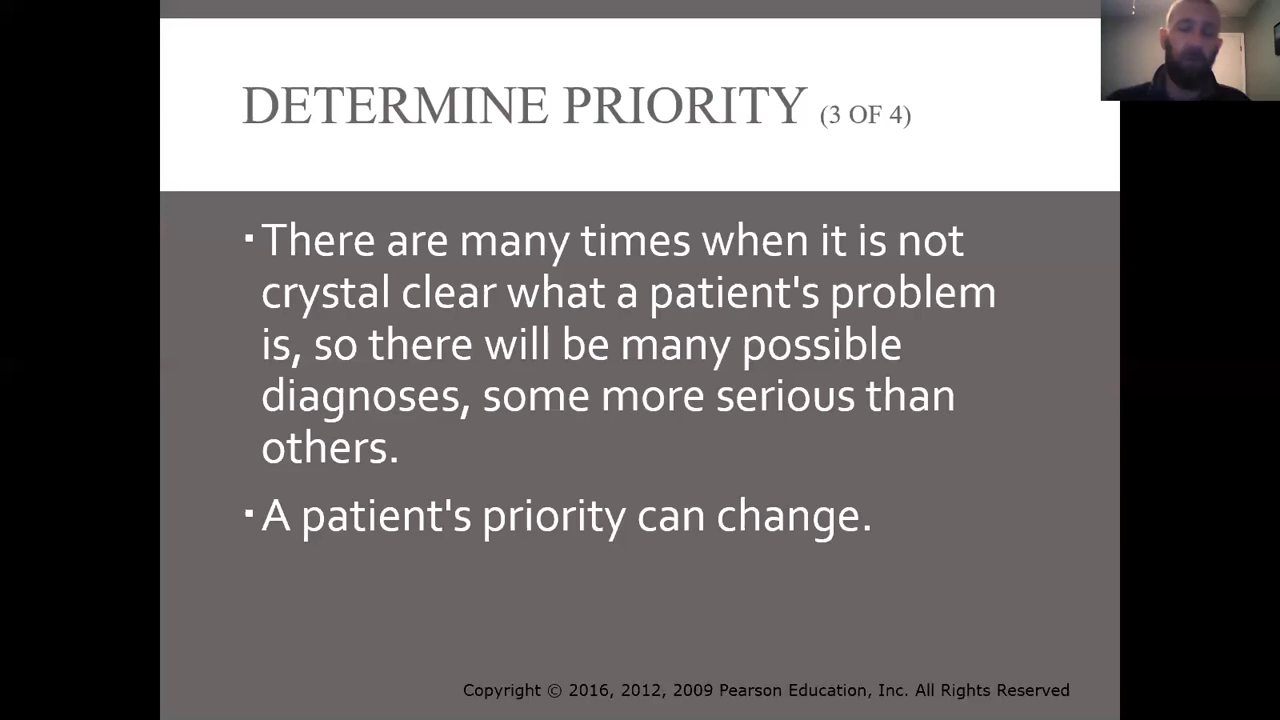 DETERMINE PRIORITY (3 OF 4)
▪ There are many times when it is not
crystal clear what a patient's problem
is, so there will be many possible
diagnoses, some more serious than
others.
▪ A patient's priority can change.
Copyright © 2016, 2012, 2009 Pearson Education, Inc. All Rights Reserved